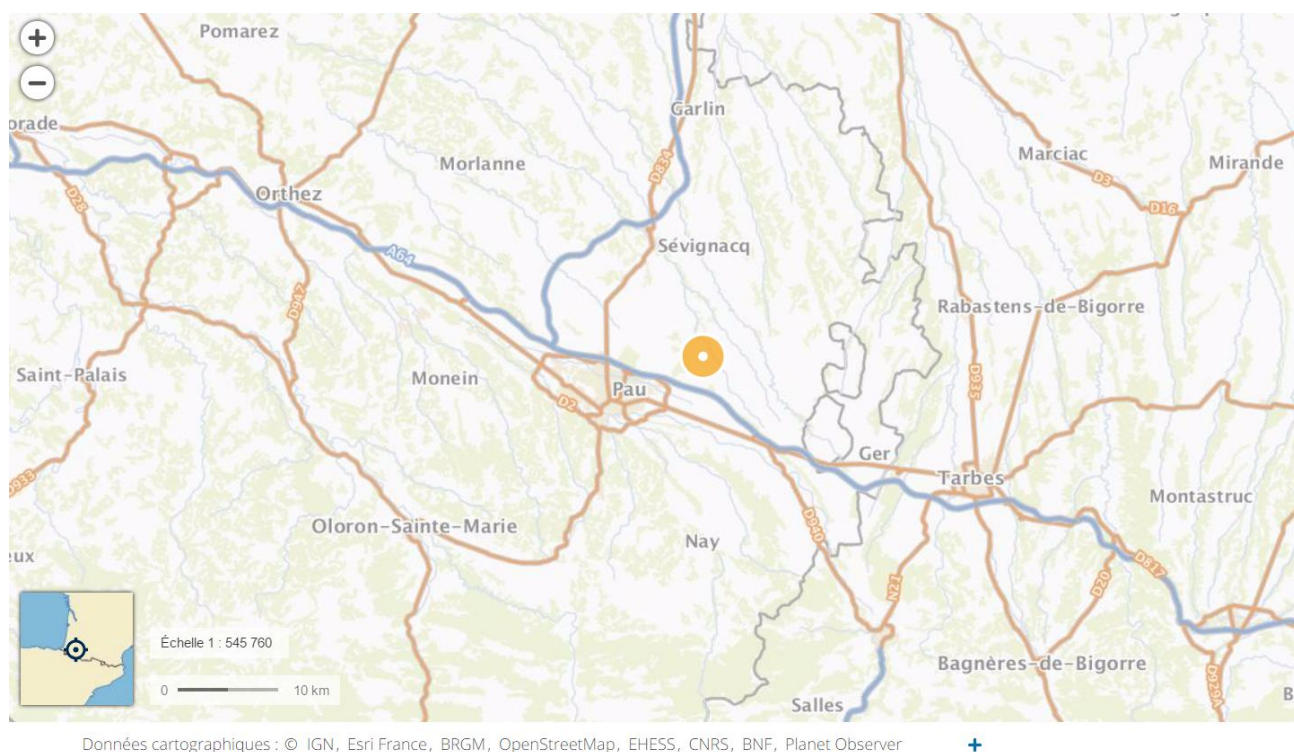 +
Pomarez
−
Garlin
orade
D834
Marciac
Mirande
Morlanne
D3
D28
Orthez
D16
A64
Sévignacq
D947
Rabastens-de-Bigorre
Saint-Palais
Monein
Pau
D935
D2
Ger
Tarbes
D933
Montastruc
Oloron-Sainte-Marie
D940
Nay
eux
D817
N21
D20
Échelle 1 : 545 760
Bagnères-de-Bigorre
D929A
0
10 km
Salles
B
Données cartographiques : © IGN, Esri France, BRGM, OpenStreetMap, EHESS, CNRS, BNF, Planet Observer
+